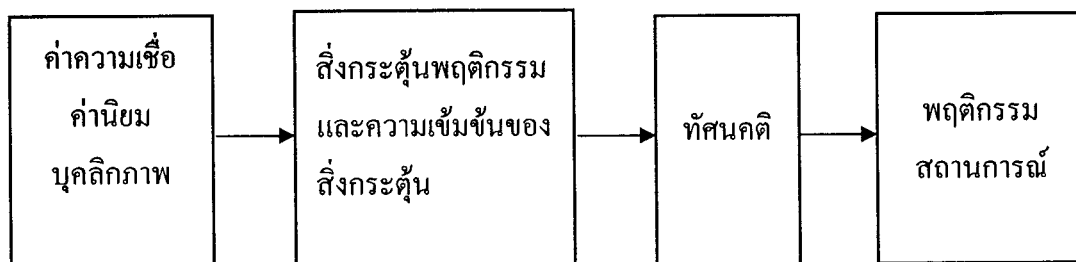 ค่าความเชื่อ
ค่านิยม
บุคลิกภาพ
สิ่งกระตุ้นพฤติกรรม
และความเข้มข้นของ
สิ่งกระตุ้น
ทัศนคติ
พฤติกรรม
สถานการณ์